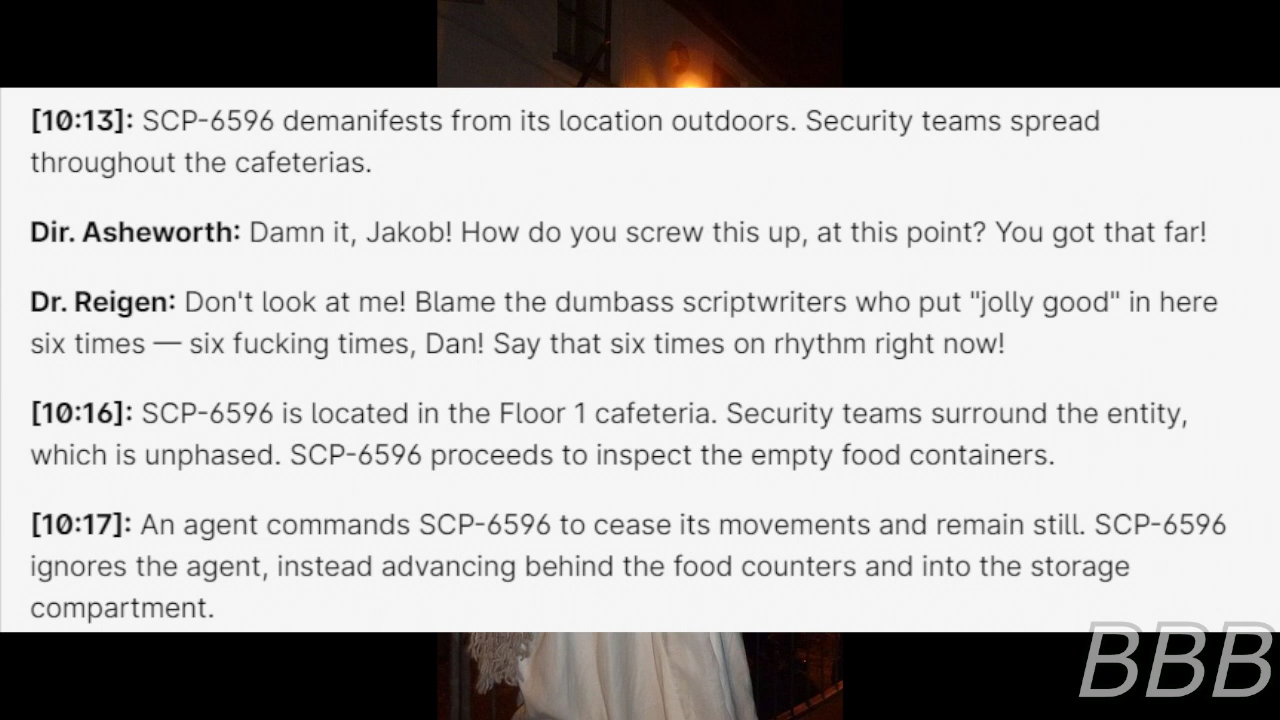 [10:13]: SCP-6596 demanifests from its location outdoors. Security teams spread
throughout the cafeterias.
Dir. Asheworth: Damn it, Jakob! How do you screw this up, at this point? You got that far!
Dr. Reigen: Don't look at me! Blame the dumbass scriptwriters who put "jolly good" in here
six times — six fucking times, Dan! Say that six times on rhythm right now!
[10:16]: SCP-6596 is located in the Floor 1 cafeteria. Security teams surround the entity,
which is unphased. SCP-6596 proceeds to inspect the empty food containers.
[10:17]: An agent commands SCP-6596 to cease its movements and remain still. SCP-6596
ignores the agent, instead advancing behind the food counters and into the storage
compartment.
BBB